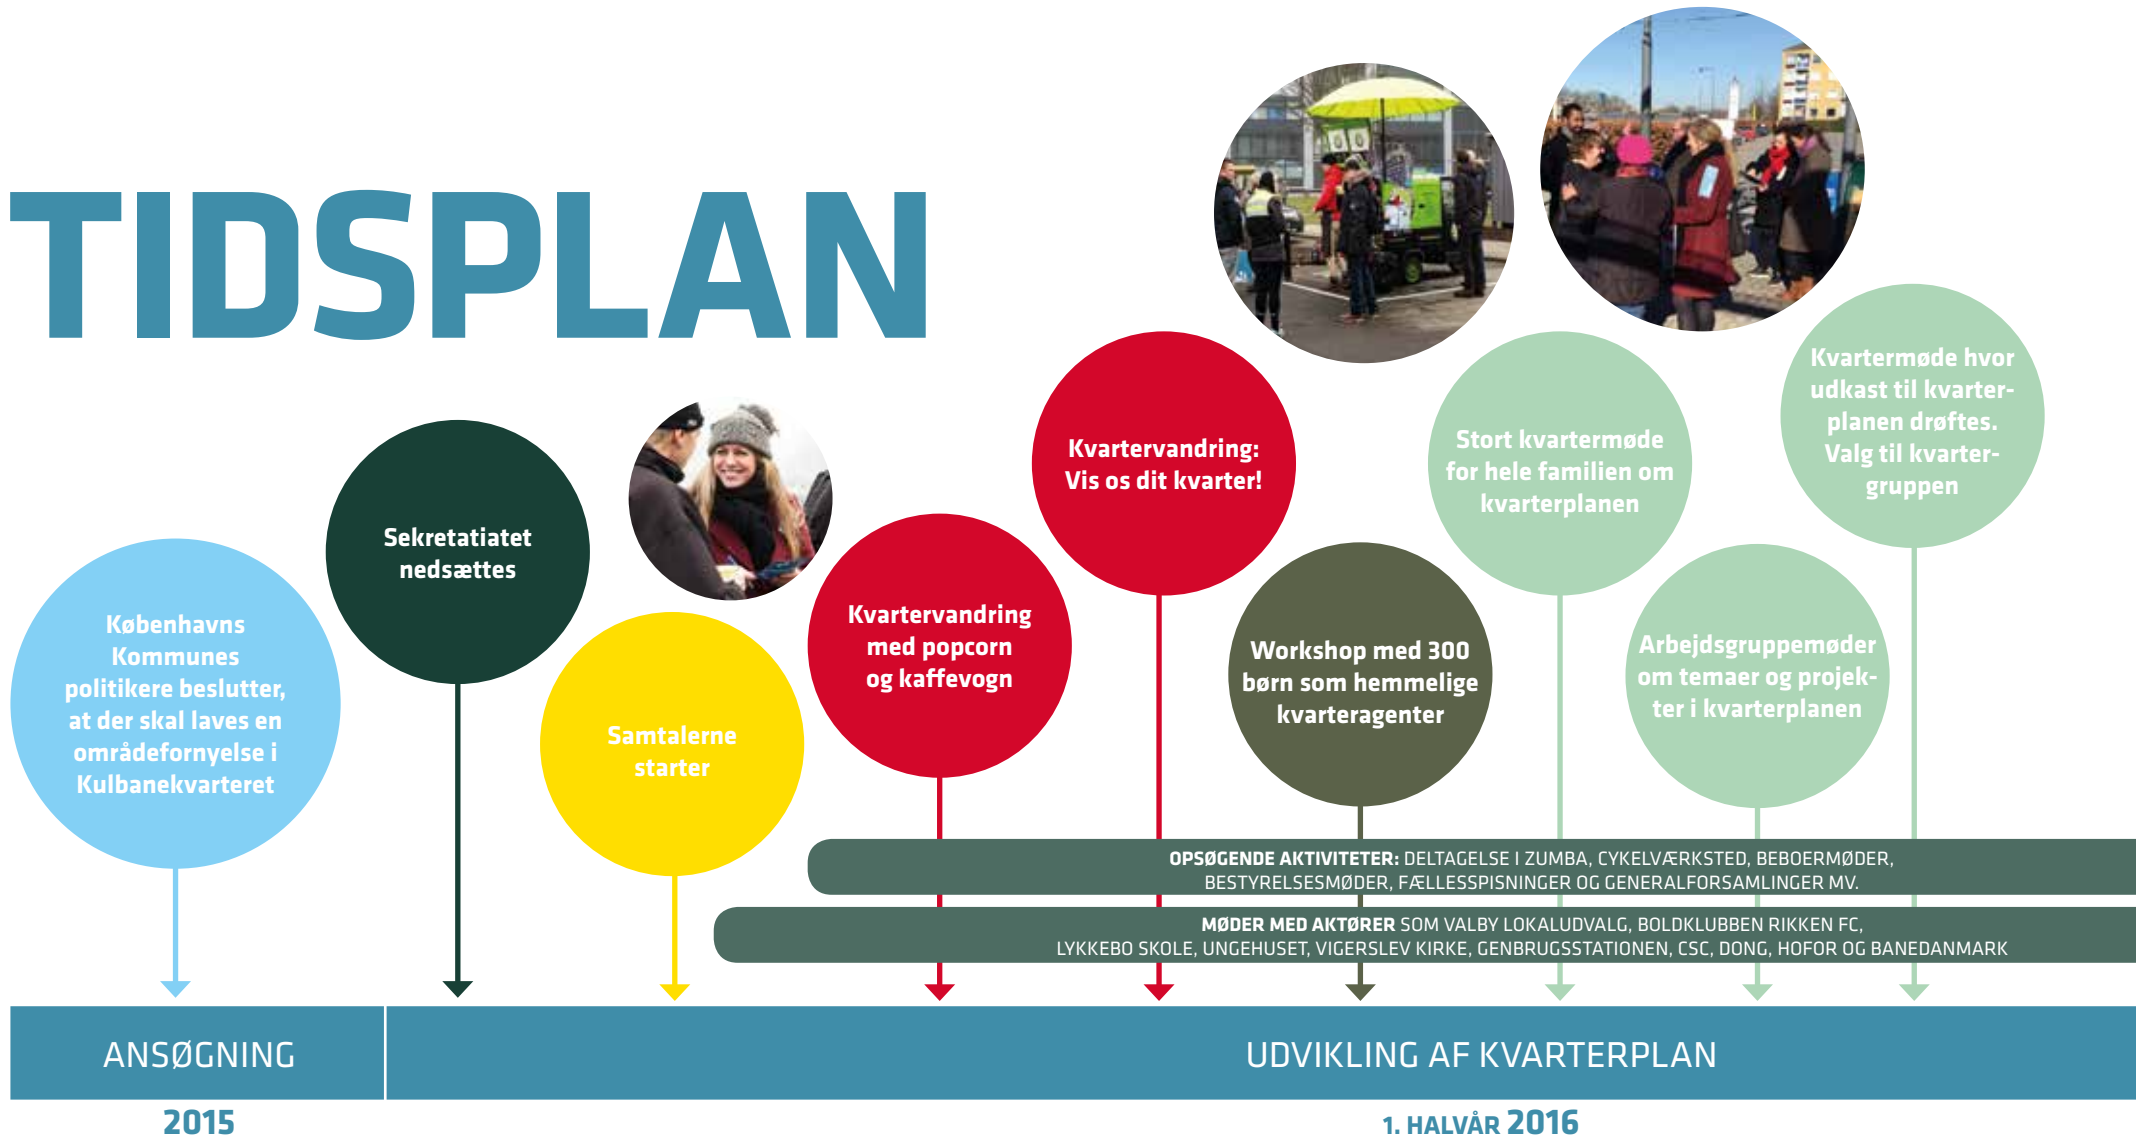 TIDSPLAN
Københavns
Kommunes
politikere beslutter,
at der skal laves en
områdefornyelse i
Kulbanekvarteret
Sekretatiatet
nedsættes
Samtalerne
starter
Kvartervandring
med popcorn
og kaffevogn
Kvartervandring:
Vis os dit kvarter!
Workshop med 300
børn som hemmelige
kvarteragenter
Stort kvartermøde
for hele familien om
kvarterplanen
Arbejdsgruppemøder
om temaer og projek-
ter i kvarterplanen
Kvartermøde hvor
udkast til kvarter-
planen drøftes.
Valg til kvarter-
gruppen
OPSØGENDE AKTIVITETER: DELTAGELSE I ZUMBA, CYKELVÆRKSTED, BEBOERMØDER,
BESTYRELSESMØDER, FÆLLESSPISNINGER OG GENERALFORSAMLINGER MV.
MØDER MED AKTØRER SOM VALBY LOKALUDVALG, BOLDKLUBBEN RIKKEN FC,
LYKKEBO SKOLE, UNGEHUSET, VIGERSLEV KIRKE, GENBRUGSSTATIONEN, CSC, DONG, HOFOR OG BANEDANMARK
ANSØGNING
UDVIKLING AF KVARTERPLAN
2015
1. HALVÅR 2016